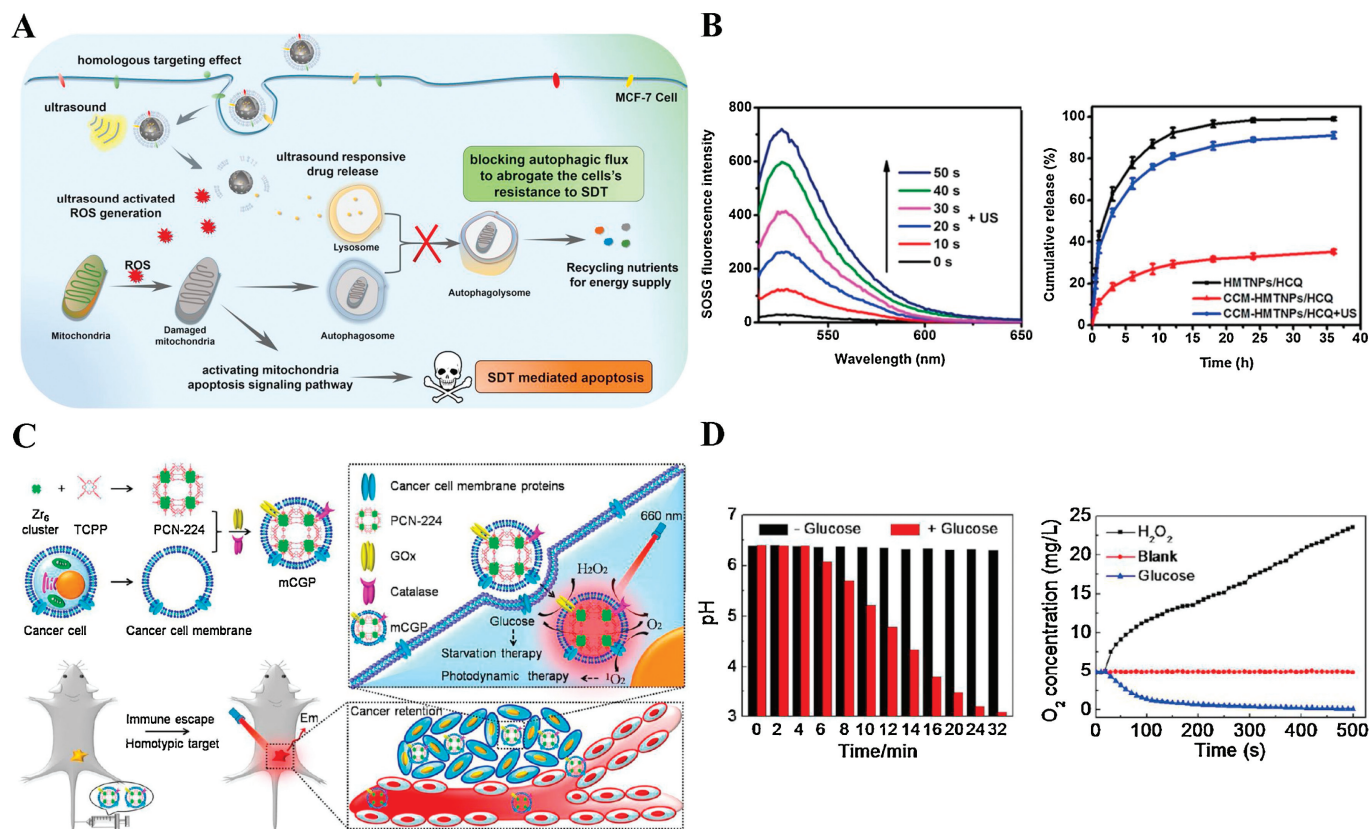 A
homologous targeting effect
MCF-7 Cell
ultrasound
ultrasound responsive
drug release
blocking autophagic flux
to abrogate the cells's
resistance to SDT
ultrasound activated
ROS generation
Lysosome
ROS
Autophagolysome
Recycling nutrients
for energy supply
Mitochondria
Damaged
mitochondria
Autophagosome
activating mitochondria
apoptosis signaling pathway
SDT mediated apoptosis
B
SOSG fluorescence intensity
800
600
400
200
0
50 s
40 s
30 s
20 s
10 s
0 s
+ US
550
600
650
Wavelength (nm)
Cumulative release (%)
100
80
60
40
20
0
HMTNPs/HCQ
CCM-HMTNPs/HCQ
CCM-HMTNPs/HCQ+US
0 5 10 15 20 25 30 35 40
Time (h)
C
Zr6
cluster
+
TCPP
PCN-224
mCGP
Cancer cell
Cancer cell membrane
Cancer cell membrane proteins
PCN-224
GOx
Catalase
mCGP
660 nm
H2O2
Glucose
O2
Starvation therapy
Photodynamic therapy
1O2
Immune escape
Homotypic target
Em
Cancer retention
D
pH
6
5
4
3
- Glucose
+ Glucose
0 2 4 6 8 10 12 14 16 20 24 32
Time/min
O2 concentration (mg/L)
25
20
15
10
5
0
H2O2
Blank
Glucose
0 100 200 300 400 500
Time (s)